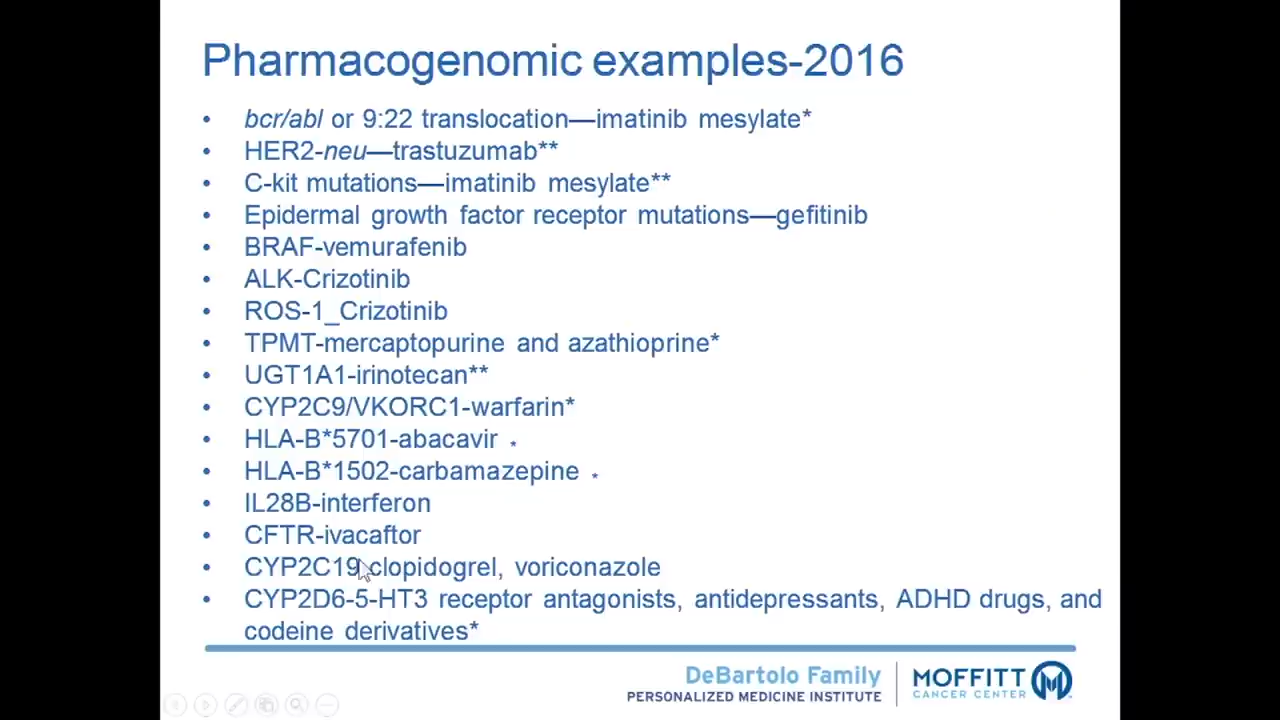 Pharmacogenomic examples-2016
• bcr/abl or 9:22 translocation—imatinib mesylate*
• HER2-neu—trastuzumab**
• C-kit mutations—imatinib mesylate**
• Epidermal growth factor receptor mutations—gefitinib
• BRAF-vemurafenib
• ALK-Crizotinib
• ROS-1_Crizotinib
• TPMT-mercaptopurine and azathioprine*
• UGT1A1-irinotecan**
• CYP2C9/VKORC1-warfarin*
• HLA-B*5701-abacavir *
• HLA-B*1502-carbamazepine *
• IL28B-interferon
• CFTR-ivacaftor
• CYP2C19-clopidogrel, voriconazole
• CYP2D6-5-HT3 receptor antagonists, antidepressants, ADHD drugs, and
codeine derivatives*
DeBartolo Family
PERSONALIZED MEDICINE INSTITUTE
MOFFITT
CANCER CENTER